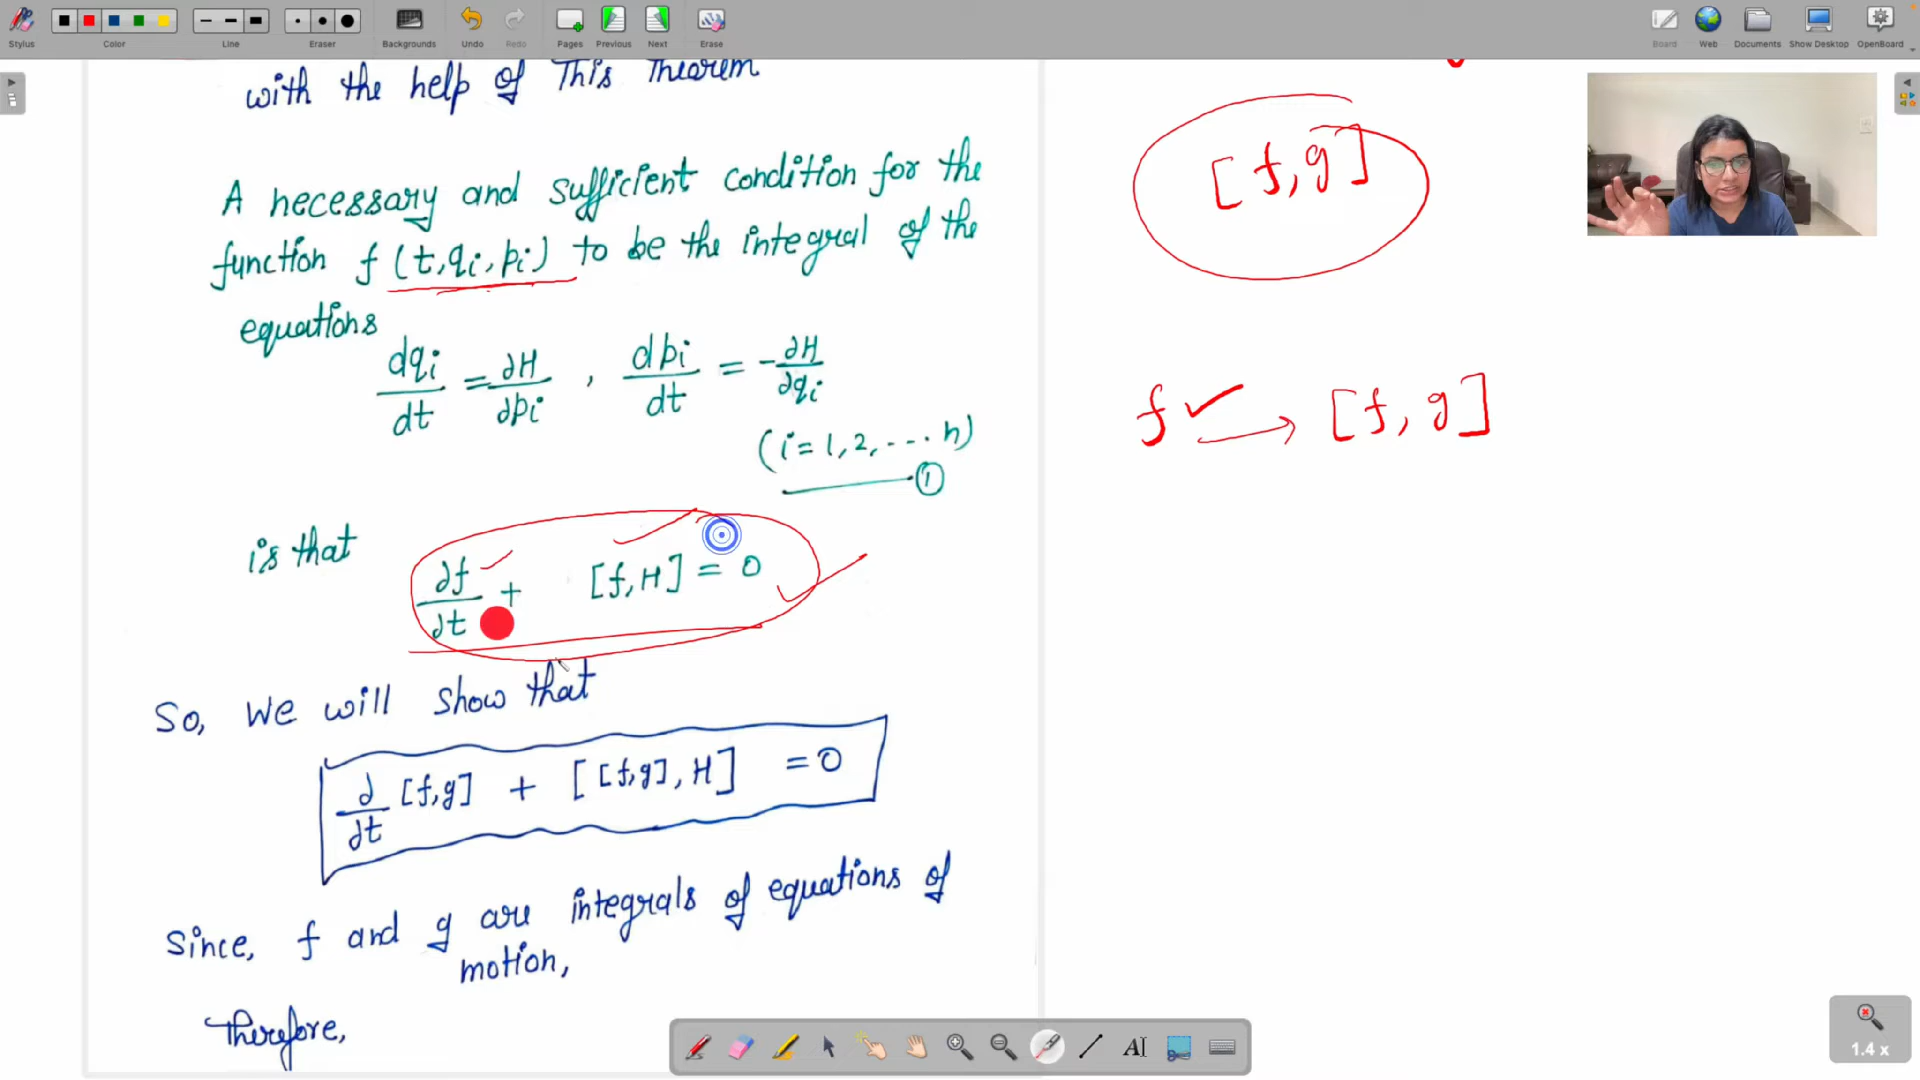 Stylus
Color
Line
Eraser
Backgrounds
Undo
Redo
Pages
Previous
Next
Erase
Board
Web
Documents
Show Desktop
OpenBoard
with the help of This Theorem
A necessary and sufficient condition for the
function f (t, qi, pi) to be the integral of the
equations
dqi/dt = ∂H/∂pi , dpi/dt = -∂H/∂qi
(i = 1, 2, .... n)
①
is that
∂f/∂t + [f, H] = 0
So, We will show that
∂/∂t [f,g] + [[f,g], H] = 0
Since, f and g are integrals of equations of
motion,
Therefore,
[f, g]
f → [f, g]
AI
1.4 x